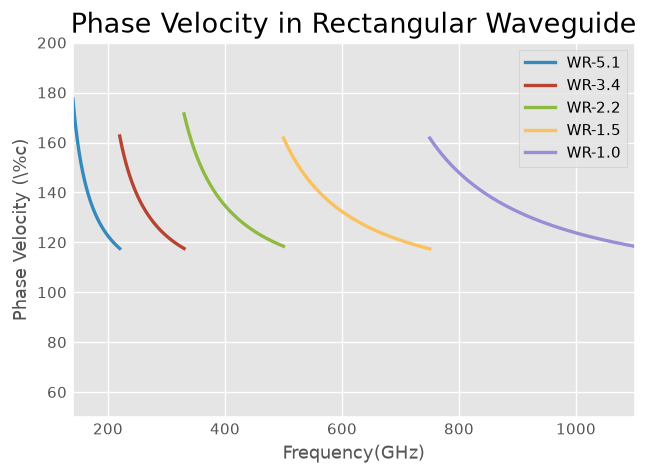 Phase Velocity in Rectangular Waveguide
200
180
160
140
120
100
80
60
Phase Velocity (\%c)
WR-5.1
WR-3.4
WR-2.2
WR-1.5
WR-1.0
200 400 600 800 1000
Frequency(GHz)